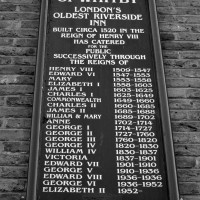 OF WHITBY
LONDON'S
OLDEST RIVERSIDE
INN
BUILT CIRCA 1520 IN THE
REIGN OF HENRY VIII
HAS CATERED
FOR THE
PUBLIC
SUCCESSIVELY THROUGH
THE REIGNS OF
HENRY VIII 1509-1547
EDWARD VI 1547-1553
MARY 1553-1558
ELIZABETH I 1558-1603
JAMES I 1603-1625
CHARLES I 1625-1649
COMMONWEALTH 1649-1660
CHARLES II 1660-1685
JAMES II 1685-1688
WILLIAM & MARY 1689-1702
ANNE 1702-1714
GEORGE I 1714-1727
GEORGE II 1727-1760
GEORGE III 1760-1820
GEORGE IV 1820-1830
WILLIAM IV 1830-1837
VICTORIA 1837-1901
EDWARD VII 1901-1910
GEORGE V 1910-1936
EDWARD VIII 1936-1936
GEORGE VI 1936-1952
ELIZABETH II 1952-